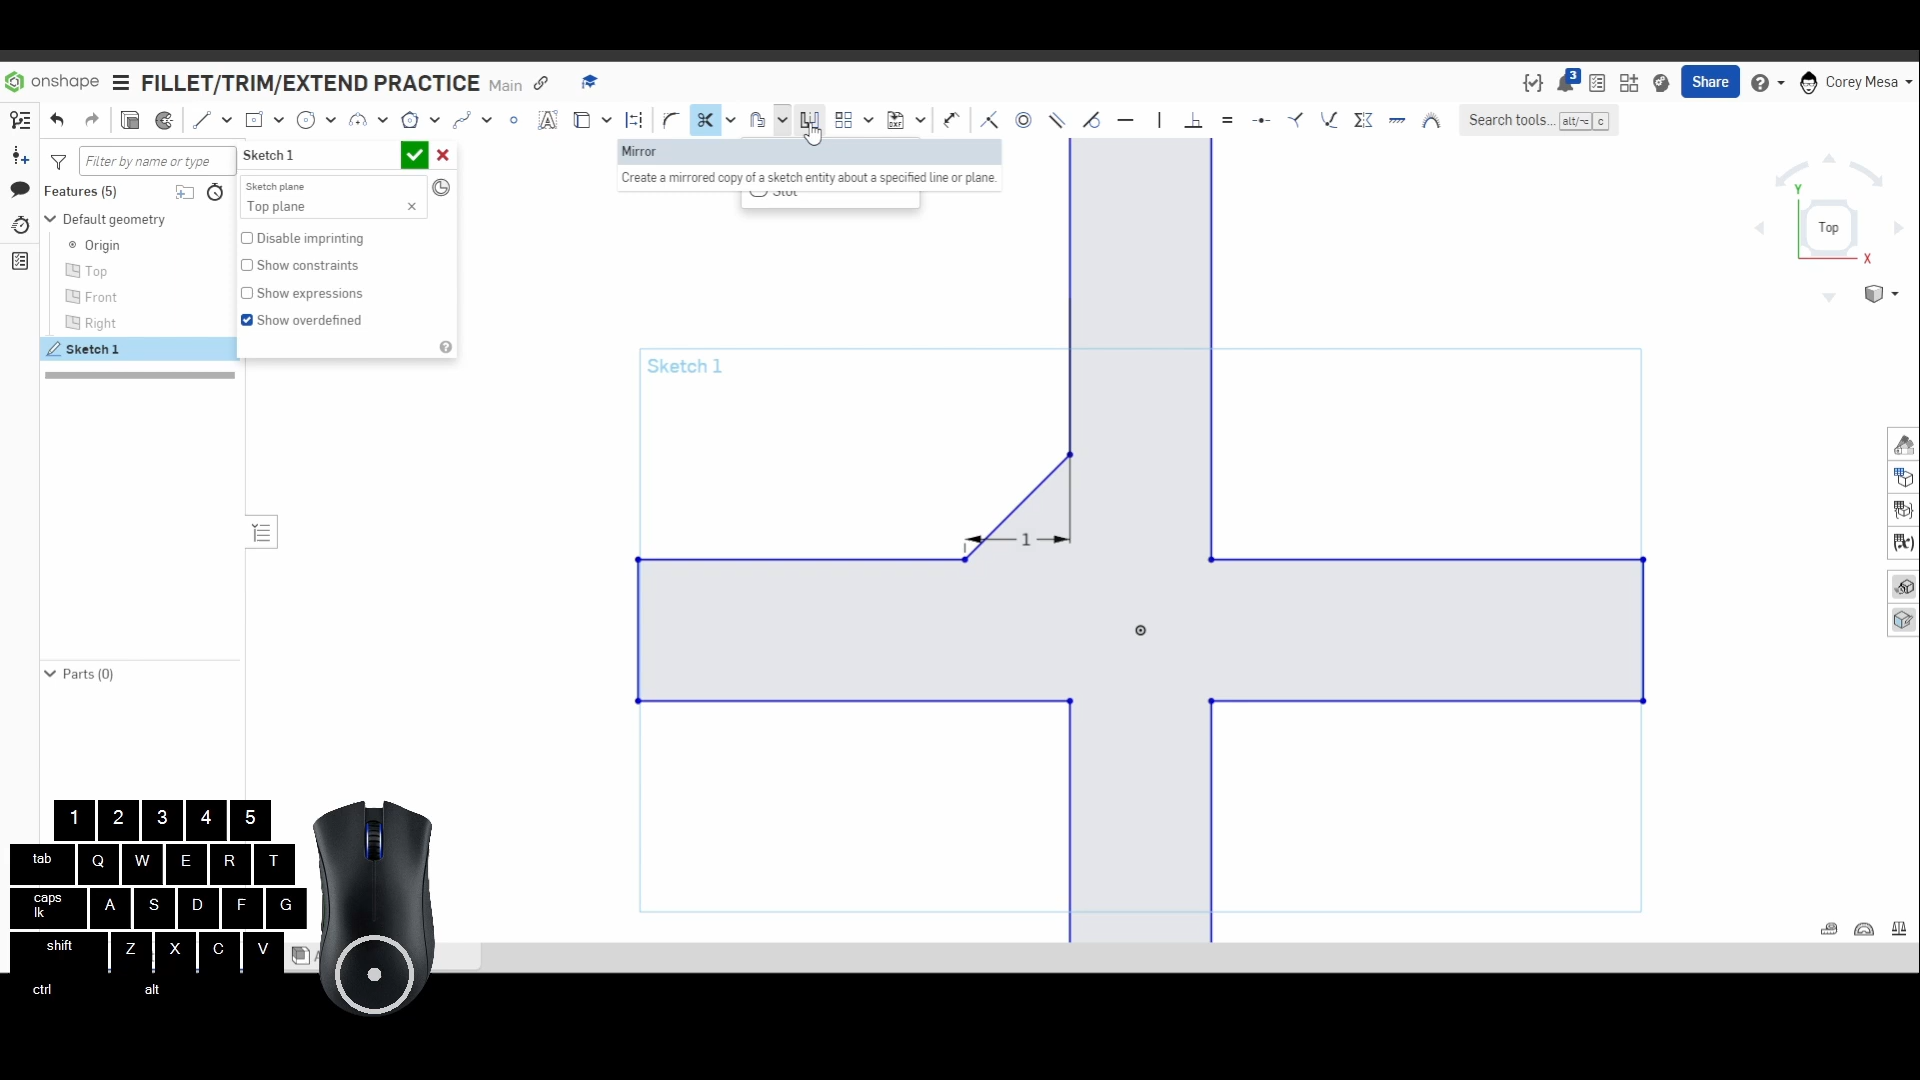 onshape FILLET/TRIM/EXTEND PRACTICE Main 3 Share Corey Mesa
Search tools... alt/⌥ c
Mirror
Create a mirrored copy of a sketch entity about a specified line or plane.
Slot
Filter by name or type
Features (5)
Default geometry
Origin
Top
Front
Right
Sketch 1
Sketch 1
Sketch plane
Top plane
Disable imprinting
Show constraints
Show expressions
Show overdefined
Sketch 1
1
Y
Top
X
(x)
Parts (0)
1 2 3 4 5
tab Q W E R T
caps lk A S D F G
shift Z X C V
ctrl alt